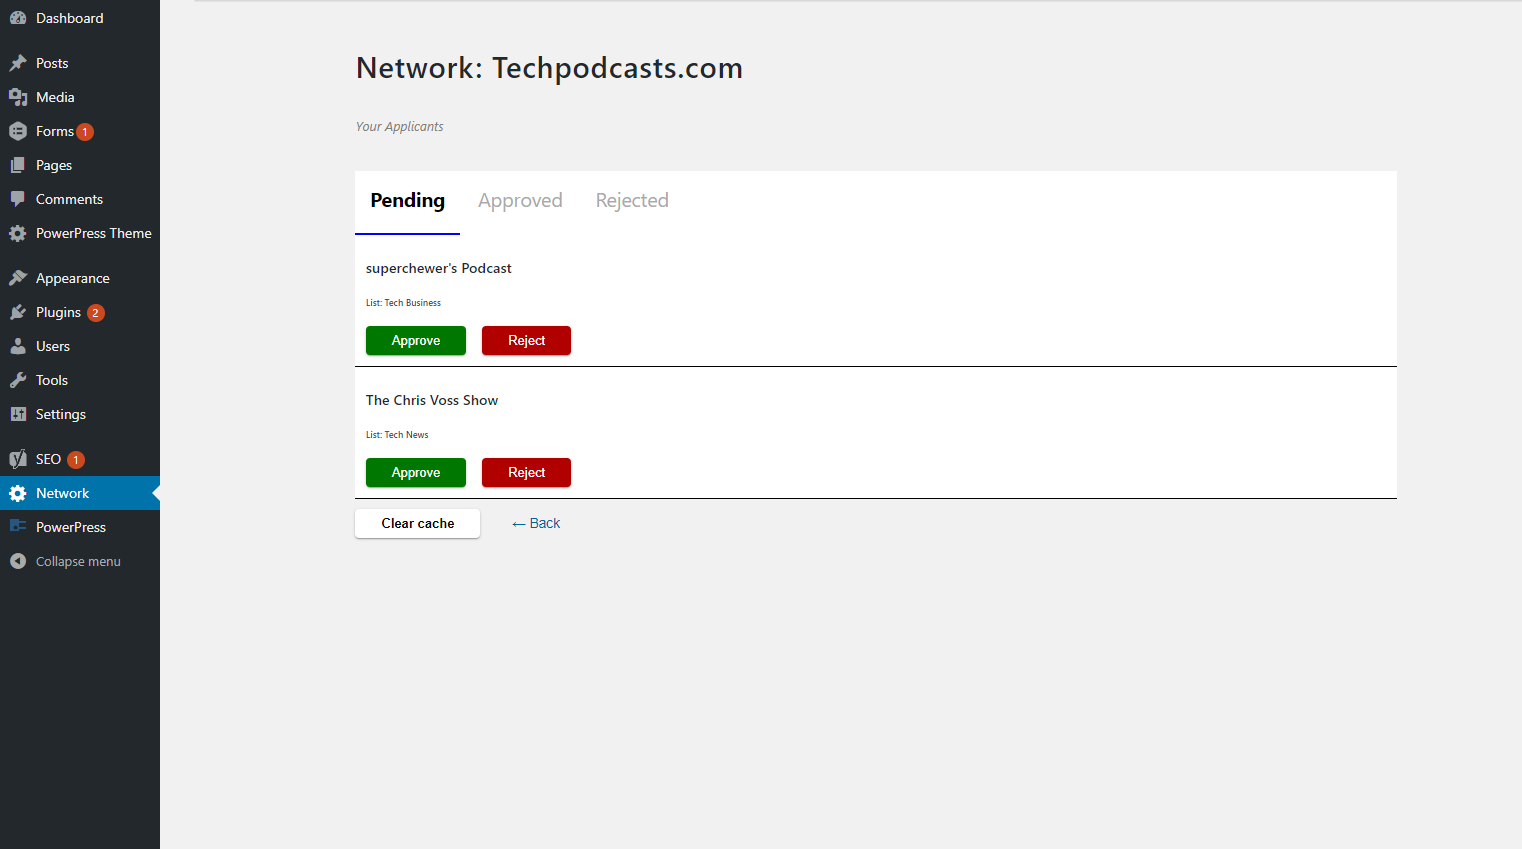 Dashboard
Posts
Media
Forms 1
Pages
Comments
PowerPress Theme
Appearance
Plugins 2
Users
Tools
Settings
SEO 1
Network
PowerPress
Collapse menu
Network: Techpodcasts.com
Your Applicants
Pending Approved Rejected
superchewer's Podcast
List: Tech Business
Approve Reject
The Chris Voss Show
List: Tech News
Approve Reject
Clear cache ← Back